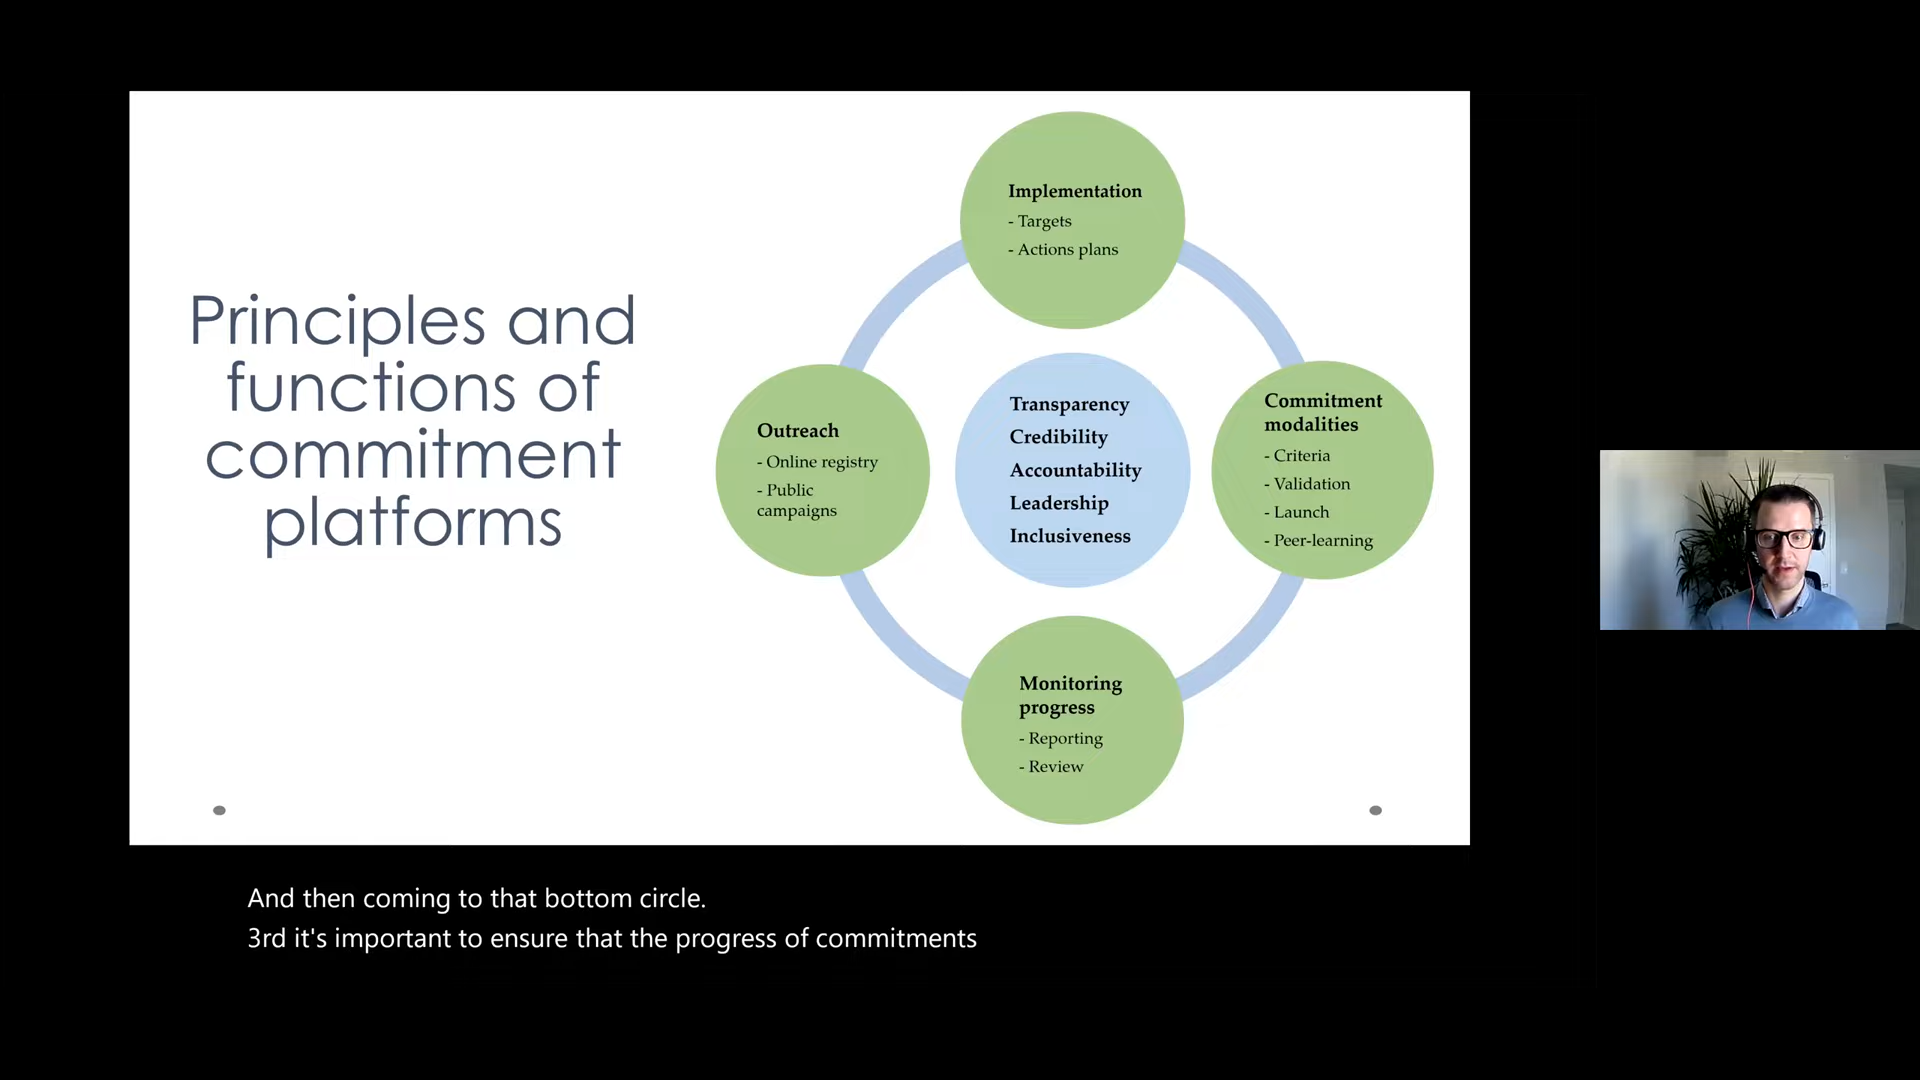 Principles and
functions of
commitment
platforms
Implementation
- Targets
- Actions plans
Outreach
- Online registry
- Public
campaigns
Transparency
Credibility
Accountability
Leadership
Inclusiveness
Commitment
modalities
- Criteria
- Validation
- Launch
- Peer-learning
Monitoring
progress
- Reporting
- Review
And then coming to that bottom circle.
3rd it's important to ensure that the progress of commitments